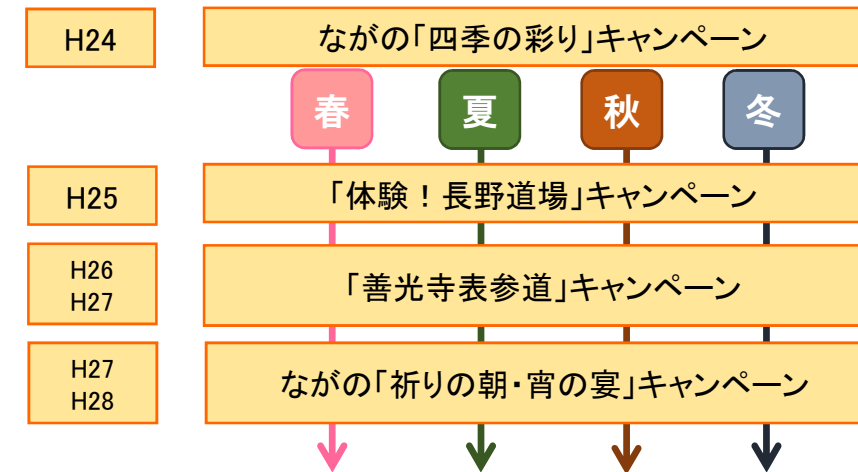 H24
ながの「四季の彩り」キャンペーン
春
夏
秋
冬
H25
「体験！長野道場」キャンペーン
H26
H27
「善光寺表参道」キャンペーン
H27
H28
ながの「祈りの朝・宵の宴」キャンペーン